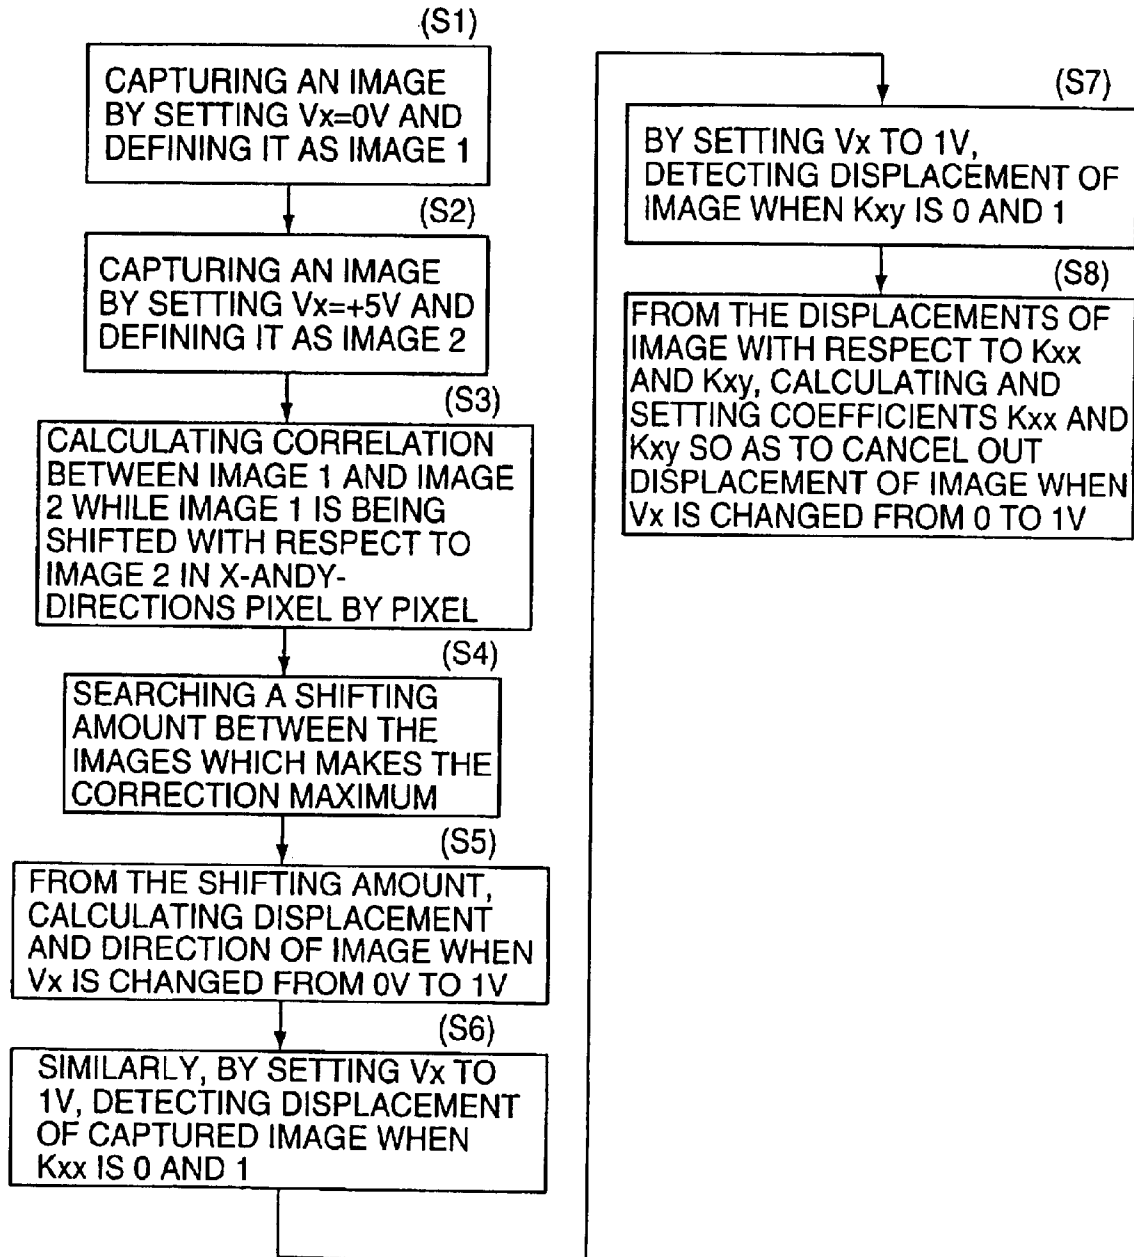 (S1)
CAPTURING AN IMAGE
BY SETTING Vx=0V AND
DEFINING IT AS IMAGE 1
(S2)
CAPTURING AN IMAGE
BY SETTING Vx=+5V AND
DEFINING IT AS IMAGE 2
(S3)
CALCULATING CORRELATION
BETWEEN IMAGE 1 AND IMAGE
2 WHILE IMAGE 1 IS BEING
SHIFTED WITH RESPECT TO
IMAGE 2 IN X-ANDY-
DIRECTIONS PIXEL BY PIXEL
(S4)
SEARCHING A SHIFTING
AMOUNT BETWEEN THE
IMAGES WHICH MAKES THE
CORRECTION MAXIMUM
(S5)
FROM THE SHIFTING AMOUNT,
CALCULATING DISPLACEMENT
AND DIRECTION OF IMAGE WHEN
Vx IS CHANGED FROM 0V TO 1V
(S6)
SIMILARLY, BY SETTING Vx TO
1V, DETECTING DISPLACEMENT
OF CAPTURED IMAGE WHEN
Kxx IS 0 AND 1
(S7)
BY SETTING Vx TO 1V,
DETECTING DISPLACEMENT OF
IMAGE WHEN Kxy IS 0 AND 1
(S8)
FROM THE DISPLACEMENTS OF
IMAGE WITH RESPECT TO Kxx
AND Kxy, CALCULATING AND
SETTING COEFFICIENTS Kxx AND
Kxy SO AS TO CANCEL OUT
DISPLACEMENT OF IMAGE WHEN
Vx IS CHANGED FROM 0 TO 1V